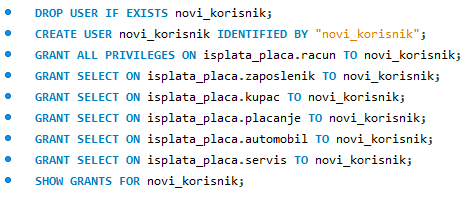 DROP USER IF EXISTS novi_korisnik;
CREATE USER novi_korisnik IDENTIFIED BY "novi_korisnik";
GRANT ALL PRIVILEGES ON isplata_placa.racun TO novi_korisnik;
GRANT SELECT ON isplata_placa.zaposlenik TO novi_korisnik;
GRANT SELECT ON isplata_placa.kupac TO novi_korisnik;
GRANT SELECT ON isplata_placa.placanje TO novi_korisnik;
GRANT SELECT ON isplata_placa.automobil TO novi_korisnik;
GRANT SELECT ON isplata_placa.servis TO novi_korisnik;
SHOW GRANTS FOR novi_korisnik;